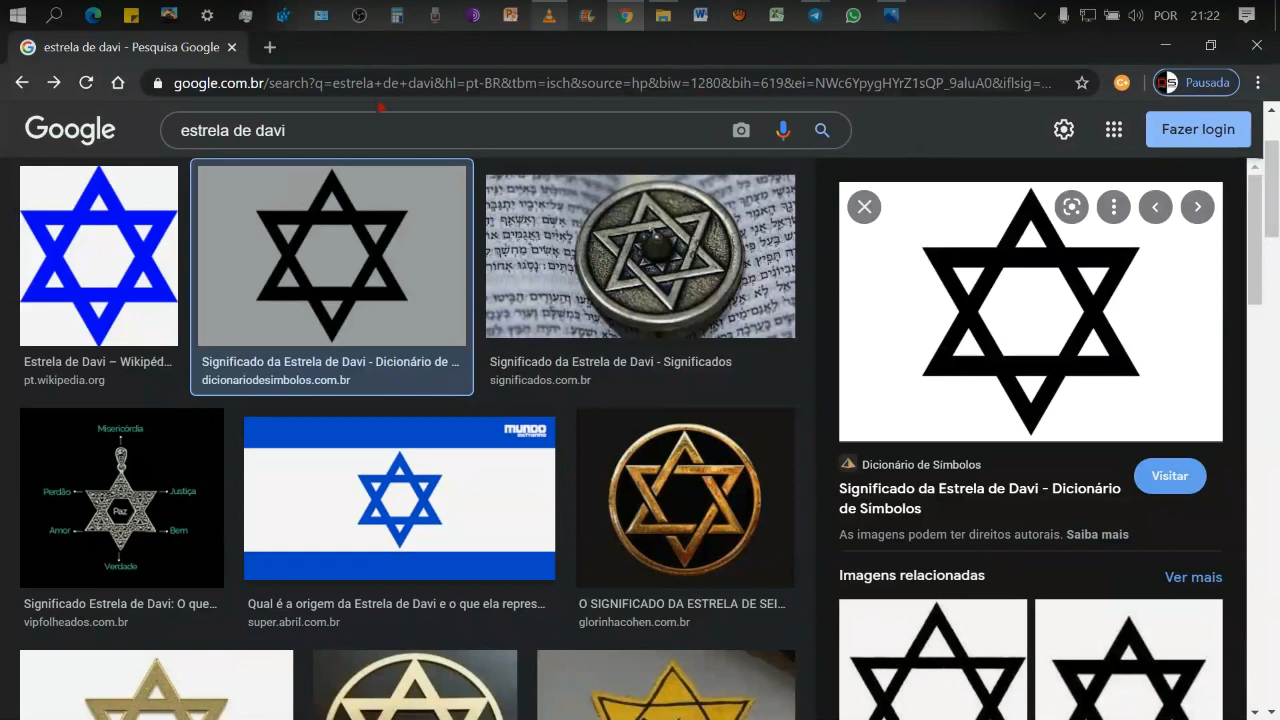 POR
21:22
estrela de davi - Pesquisa Google
google.com.br/search?q=estrela+de+davi&hl=pt-BR&tbm=isch&source=hp&biw=1280&bih=619&ei=NWc6YpygHYrZ1sQP_9aluA0&iflsig=...
Pausada
Google
estrela de davi
Fazer login
Estrela de Davi – Wikipéd...
pt.wikipedia.org
Significado da Estrela de Davi - Dicionário de ...
dicionariodesimbolos.com.br
Significado da Estrela de Davi - Significados
significados.com.br
Dicionário de Símbolos
Significado da Estrela de Davi - Dicionário
de Símbolos
Visitar
As imagens podem ter direitos autorais. Saiba mais
Misericórdia
Perdão
Justiça
Paz
Amor
Bem
Verdade
MUNDO
Significado Estrela de Davi: O que...
vipfolheados.com.br
Qual é a origem da Estrela de Davi e o que ela repres...
super.abril.com.br
O SIGNIFICADO DA ESTRELA DE SEI...
glorinhacohen.com.br
Imagens relacionadas
Ver mais